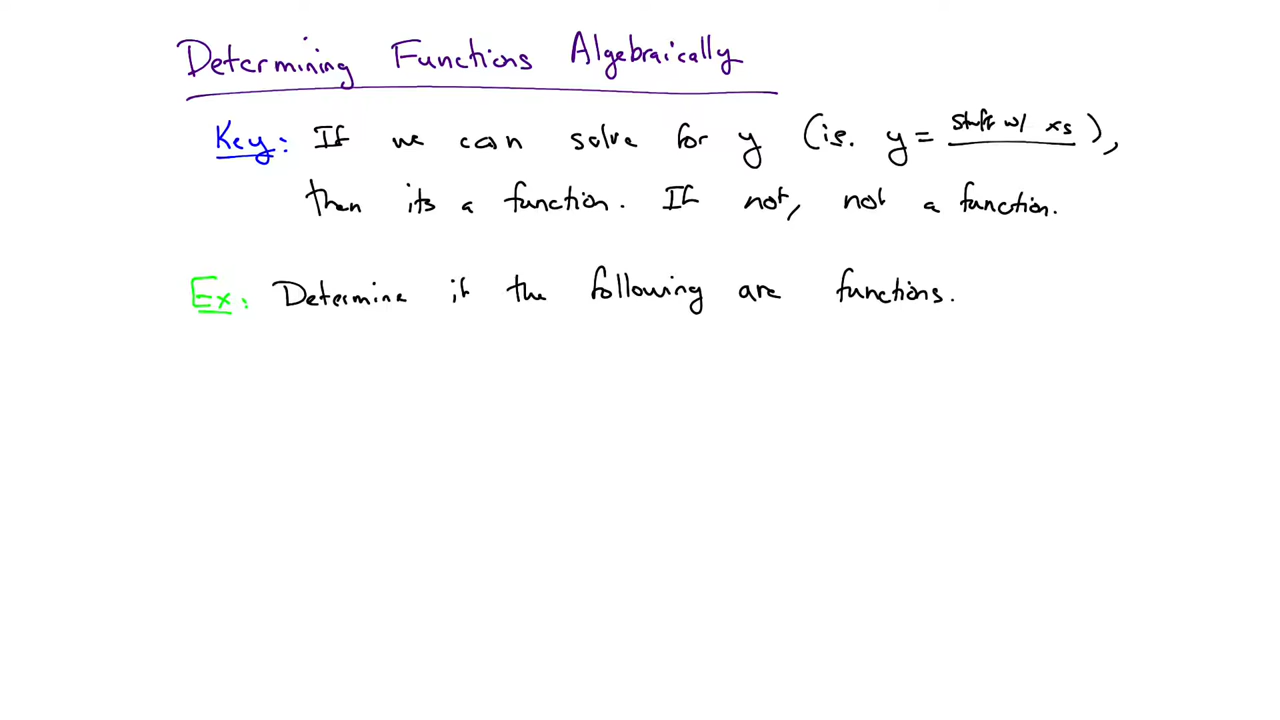 Determining Functions Algebraically
Key: If we can solve for y (ie. y = stuff w/ xs),
then its a function. If not, not a function.
Ex: Determine if the following are functions.